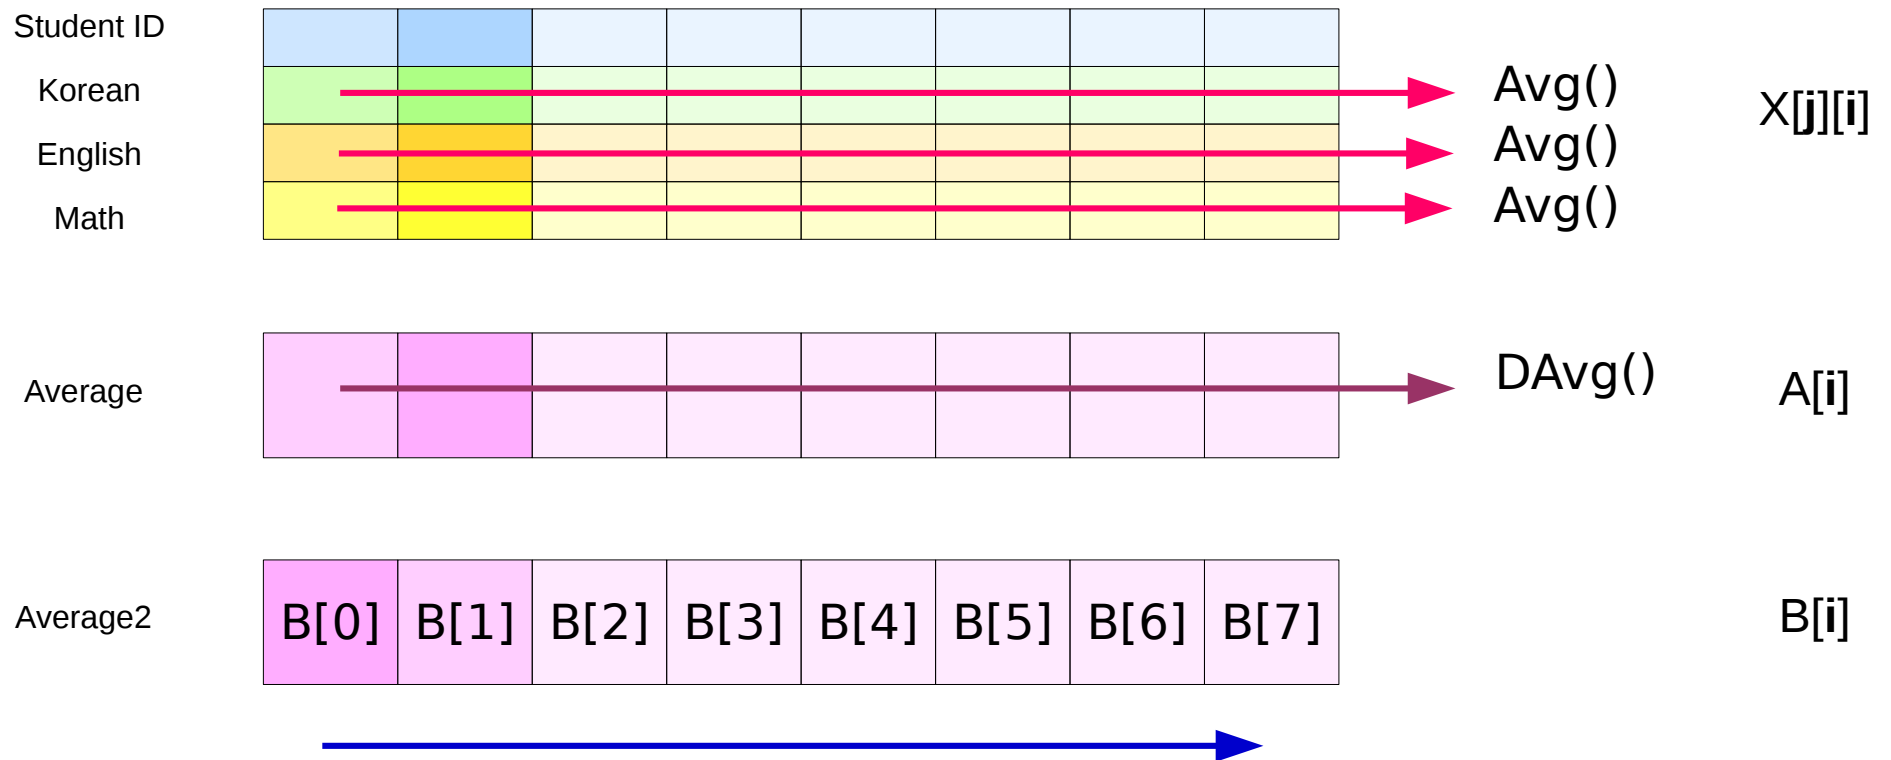 Student ID
Korean
Avg()
X[j][i]
English
Avg()
Math
Avg()
Average
DAvg()
A[i]
Average2
B[0] B[1] B[2] B[3] B[4] B[5] B[6] B[7]
B[i]